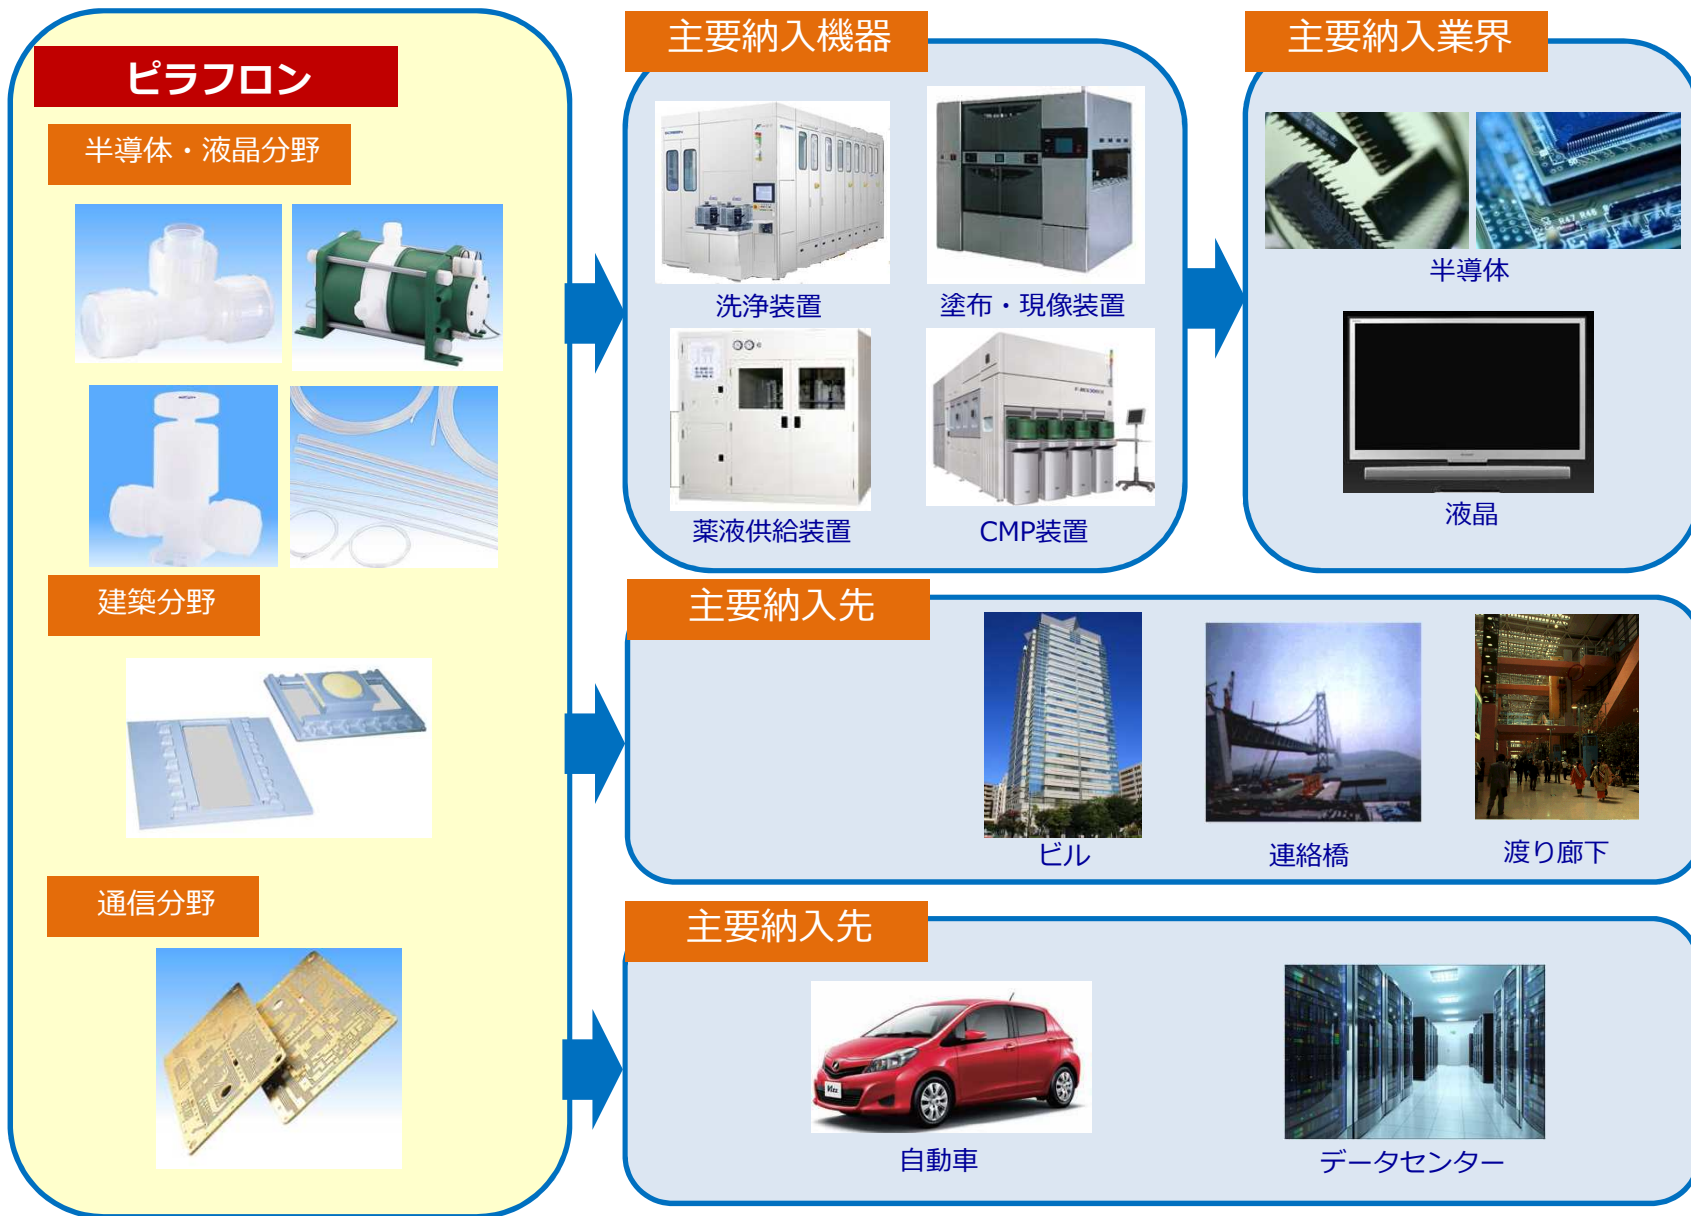 ピラフロン
半導体・液晶分野
建築分野
通信分野
主要納入機器
洗浄装置
塗布・現像装置
薬液供給装置
CMP装置
主要納入業界
R47 R45
半導体
液晶
主要納入先
ビル
連絡橋
渡り廊下
主要納入先
Vitz
自動車
データセンター